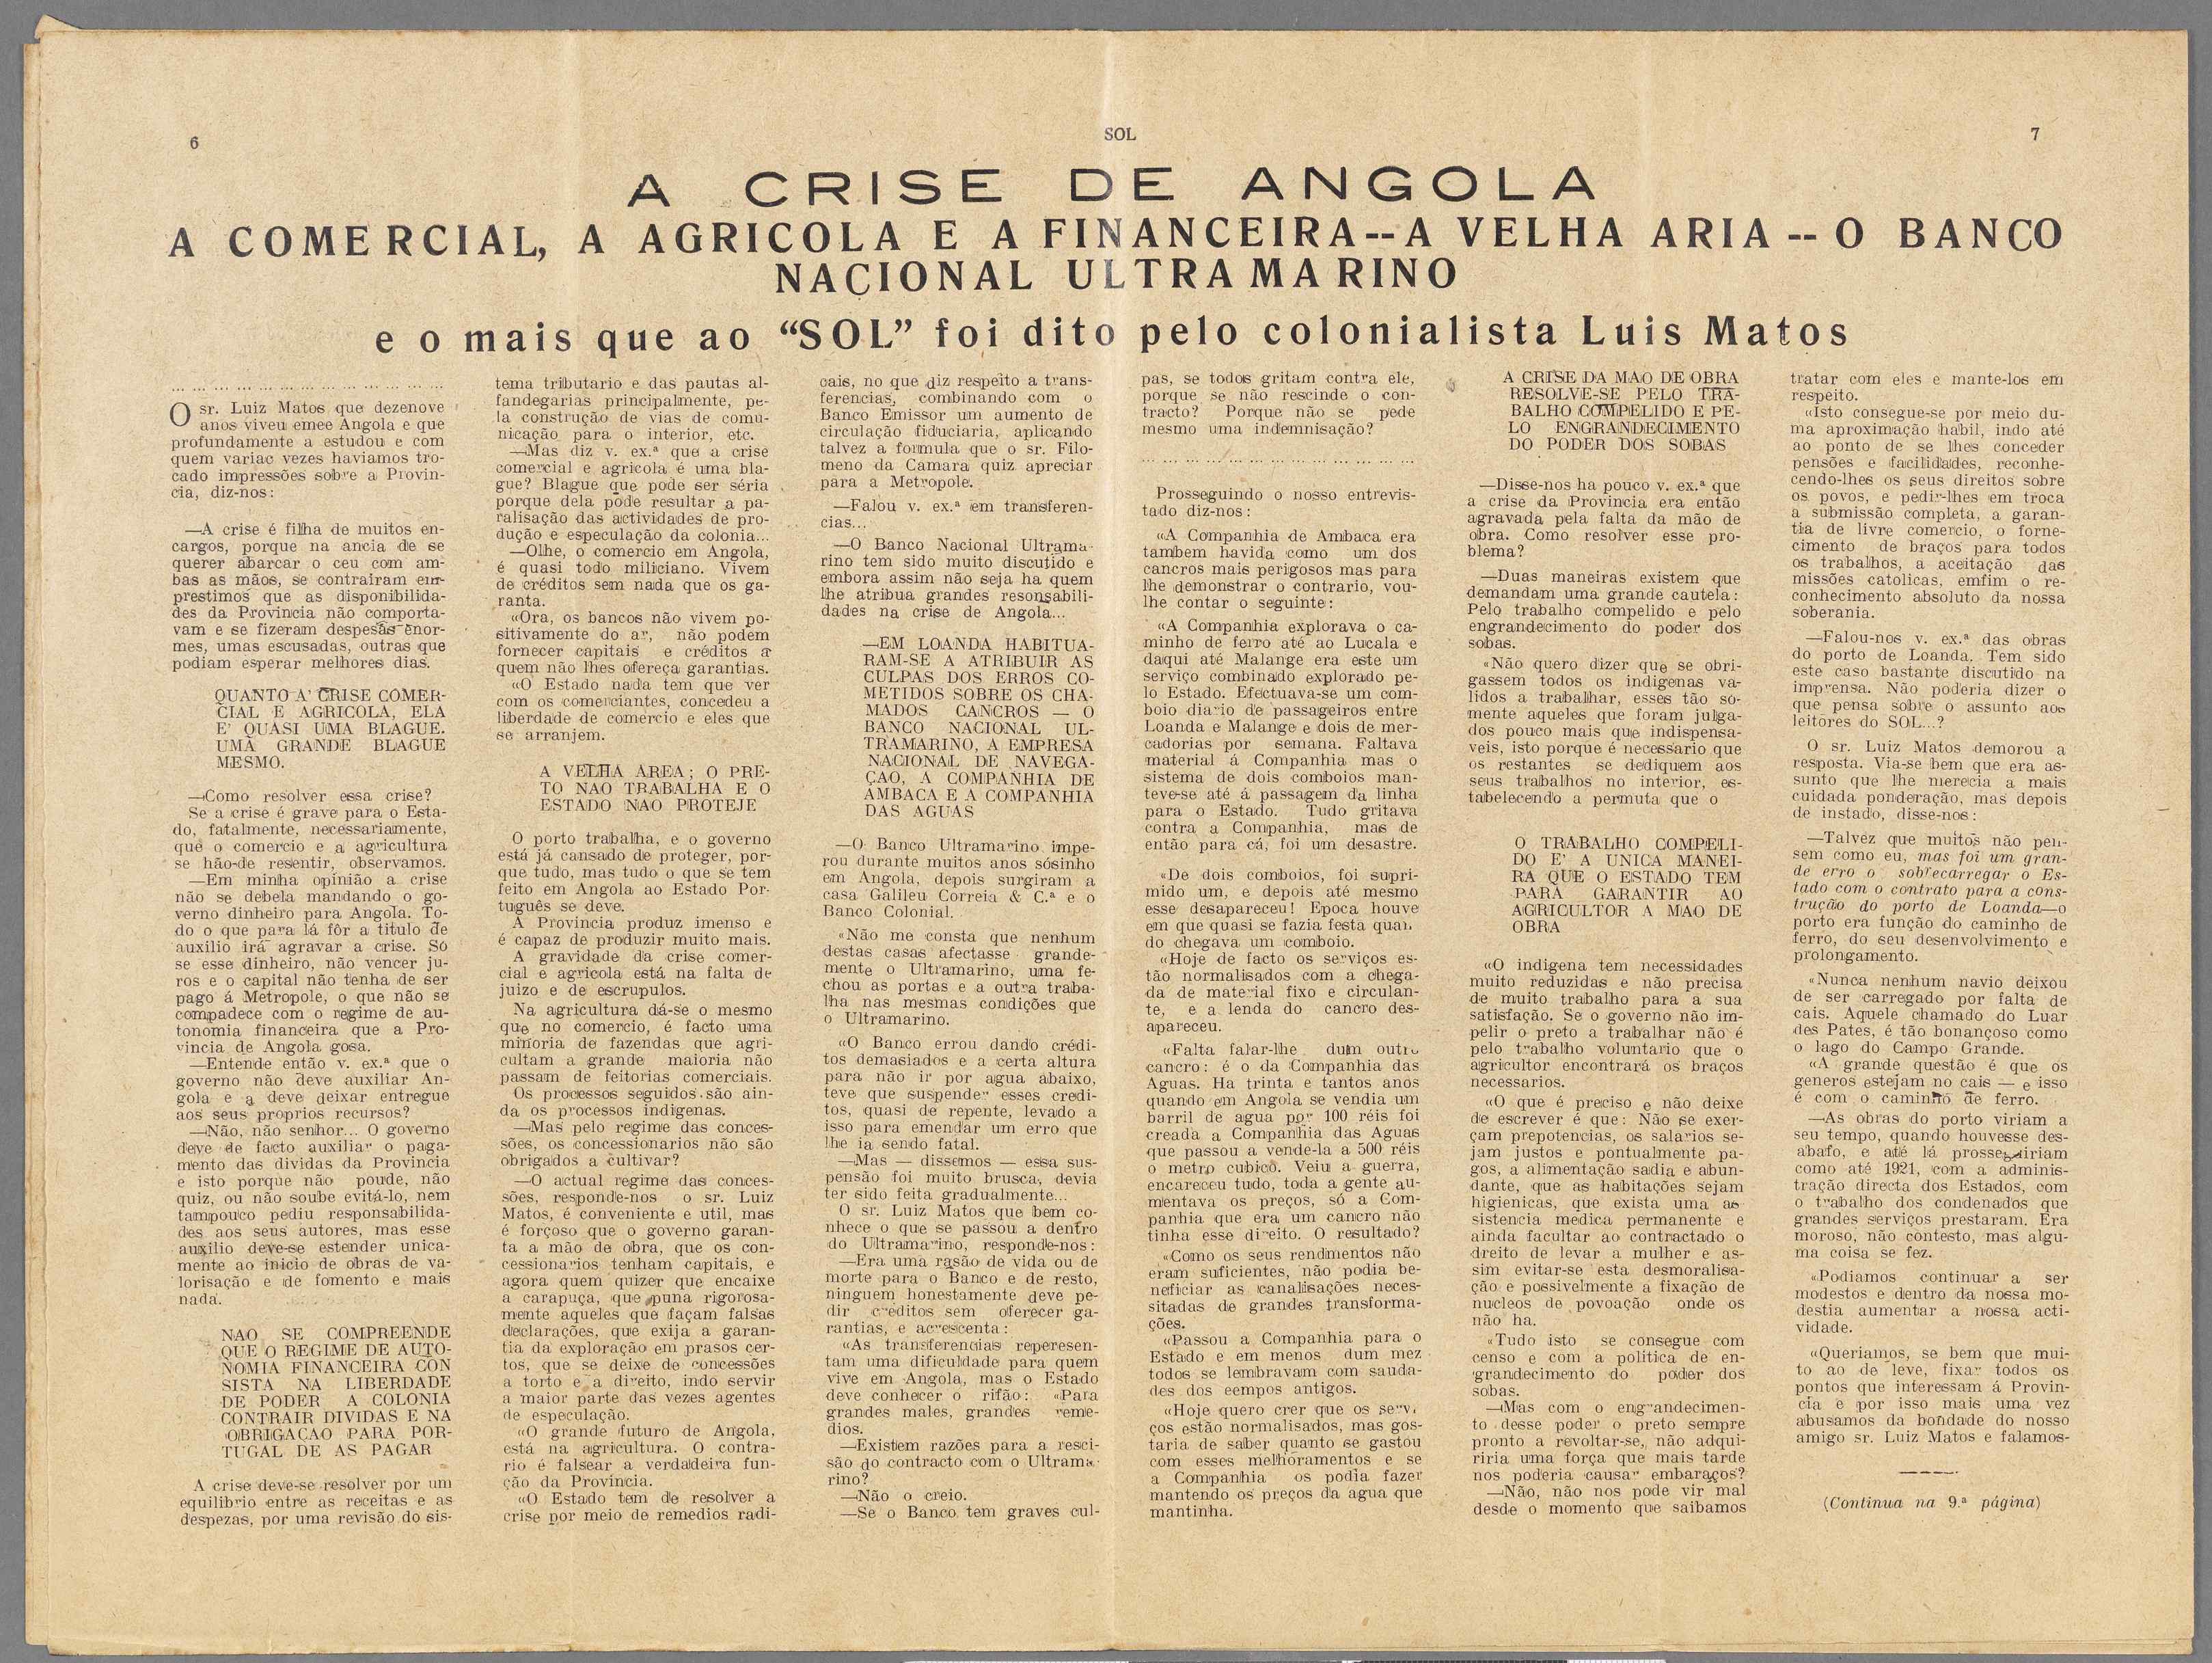 6
SOL
7
A CRISE DE ANGOLA
A COMERCIAL, A AGRICOLA E A FINANCEIRA--A VELHA ARIA--O BANCO
NACIONAL ULTRAMARINO
e o mais que ao “SOL” foi dito pelo colonialista Luis Matos
... ... ... ... ... ... ... ... ... ... ... ... ...
O sr. Luiz Matos que dezenove
anos viveu emee Angola e que
profundamente a estudou e com
quem variac vezes haviamos tro-
cado impressões sobre a Provin-
cia, diz-nos:
—A crise é filha de muitos en-
cargos, porque na ancia de se
querer abarcar o ceu com am-
bas as mãos, se contrairam em-
prestimos que as disponibilida-
des da Provincia não comporta-
vam e se fizeram despesas enor-
mes, umas escusadas, outras que
podiam esperar melhores dias.
QUANTO A' CRISE COMER-
CIAL E AGRICOLA, ELA
E' QUASI UMA BLAGUE.
UMA GRANDE BLAGUE
MESMO.
—Como resolver essa crise?
Se a crise é grave para o Esta-
do, fatalmente, necessariamente,
que o comercio e a agricultura
se hão-de resentir, observamos.
—Em minha opinião a crise
não se debela mandando o go-
verno dinheiro para Angola. To-
do o que para lá fôr a titulo de
auxilio irá agravar a crise. Só
se esse dinheiro, não vencer ju-
ros e o capital não tenha de ser
pago á Metropole, o que não se
compadece com o regime de au-
tonomia financeira que a Pro-
vincia de Angola gosa.
—Entende então v. ex.ª que o
governo não deve auxiliar An-
gola e a deve deixar entregue
aos seus proprios recursos?
—Não, não senhor... O governo
deve de facto auxiliar o paga-
mento das dividas da Provincia
e isto porque não poude, não
quiz, ou não soube evitá-lo, nem
tampouco pediu responsabilida-
des aos seus autores, mas esse
auxilio deve-se estender unica-
mente ao inicio de obras de va-
lorisação e de fomento e mais
nada.
NAO SE COMPREENDE
QUE O REGIME DE AUTO-
NOMIA FINANCEIRA CON
SISTA NA LIBERDADE
DE PODER A COLONIA
CONTRAIR DIVIDAS E NA
OBRIGAÇAO PARA POR-
TUGAL DE AS PAGAR
A crise deve-se resolver por um
equilibrio entre as receitas e as
despezas, por uma revisão do sis-
tema tributario e das pautas al-
fandegarias principalmente, pe-
la construção de vias de comu-
nicação para o interior, etc.
—Mas diz v. ex.ª que a crise
comercial e agricola é uma bla-
gue? Blague que pode ser séria
porque dela pode resultar a pa-
ralisação das actividades de pro-
dução e especulação da colonia...
—Olhe, o comercio em Angola,
é quasi todo miliciano. Vivem
de créditos sem nada que os ga-
ranta.
«Ora, os bancos não vivem po-
sitivamente do ar, não podem
fornecer capitais e créditos a
quem não lhes ofereça garantias.
«O Estado nada tem que ver
com os comerciantes, concedeu a
liberdade de comercio e eles que
se arranjem.
A VELHA AREA; O PRE-
TO NAO TRABALHA E O
ESTADO NAO PROTEJE
O porto trabalha, e o governo
está já cansado de proteger, por-
que tudo, mas tudo o que se tem
feito em Angola ao Estado Por-
tuguês se deve.
A Provincia produz imenso e
é capaz de produzir muito mais.
A gravidade da crise comer-
cial e agricola está na falta de
juizo e de escrupulos.
Na agricultura dá-se o mesmo
que no comercio, é facto uma
minoria de fazendas que agri-
cultam a grande maioria não
passam de feitorias comerciais.
Os processos seguidos são ain-
da os processos indigenas.
—Mas pelo regime das conces-
sões, os concessionarios não são
obrigados a cultivar?
—O actual regime das conces-
sões, responde-nos o sr. Luiz
Matos, é conveniente e util, mas
é forçoso que o governo garan-
ta a mão de obra, que os con-
cessionarios tenham capitais, e
agora quem quizer que encaixe
a carapuça, que puna rigorosa-
mente aqueles que façam falsas
declarações, que exija a garan-
tia da exploração em prasos cer-
tos, que se deixe de concessões
a torto e a direito, indo servir
a maior parte das vezes agentes
de especulação.
«O grande futuro de Angola,
está na agricultura. O contra-
rio é falsear a verdadeira fun-
ção da Provincia.
«O Estado tem de resolver a
crise por meio de remedios radi-
cais, no que diz respeito a trans-
ferencias, combinando com o
Banco Emissor um aumento de
circulação fiduciaria, aplicando
talvez a formula que o sr. Filo-
meno da Camara quiz apreciar
para a Metropole.
—Falou v. ex.ª em transferen-
cias...
—O Banco Nacional Ultrama-
rino tem sido muito discutido e
embora assim não seja ha quem
lhe atribua grandes resonsabili-
dades na crise de Angola...
—EM LOANDA HABITUA-
RAM-SE A ATRIBUIR AS
CULPAS DOS ERROS CO-
METIDOS SOBRE OS CHA-
MADOS CANCROS — O
BANCO NACIONAL UL-
TRAMARINO, A EMPRESA
NACIONAL DE NAVEGA-
ÇAO, A COMPANHIA DE
AMBACA E A COMPANHIA
DAS AGUAS
—O Banco Ultramarino impe-
rou durante muitos anos sósinho
em Angola, depois surgiram a
casa Galileu Correia & C.ª e o
Banco Colonial.
«Não me consta que nenhum
destas casas afectasse grande-
mente o Ultramarino, uma fe-
chou as portas e a outra traba-
lha nas mesmas condições que
o Ultramarino.
«O Banco errou dando crédi-
tos demasiados e a certa altura
para não ir por agua abaixo,
teve que suspender esses credi-
tos, quasi de repente, levado a
isso para emendar um erro que
lhe ia sendo fatal.
—Mas — dissemos — essa sus-
pensão foi muito brusca, devia
ter sido feita gradualmente...
O sr. Luiz Matos que bem co-
nhece o que se passou a dentro
do Ultramarino, responde-nos:
—Era uma rasão de vida ou de
morte para o Banco e de resto,
ninguem honestamente deve pe-
dir créditos sem oferecer ga-
rantias, e acrescenta:
«As transferencias reperesen-
tam uma dificuldade para quem
vive em Angola, mas o Estado
deve conhecer o rifão: «Para
grandes males, grandes reme-
dios.
—Existem razões para a resci-
são do contracto com o Ultrama-
rino?
—Não o creio.
—Se o Banco tem graves cul-
pas, se todos gritam contra ele,
porque se não rescinde o con-
tracto? Porque não se pede
mesmo uma indemnisação?
... ... ... ... ... ... ... ... ... ... ... ... ...
Prosseguindo o nosso entrevis-
tado diz-nos:
«A Companhia de Ambaca era
tambem havida como um dos
cancros mais perigosos mas para
lhe demonstrar o contrario, vou-
lhe contar o seguinte:
«A Companhia explorava o ca-
minho de ferro até ao Lucala e
daqui até Malange era este um
serviço combinado explorado pe-
lo Estado. Efectuava-se um com-
boio diario de passageiros entre
Loanda e Malange e dois de mer-
cadorias por semana. Faltava
material á Companhia mas o
sistema de dois comboios man-
teve-se até á passagem da linha
para o Estado. Tudo gritava
contra a Companhia, mas de
então para cá, foi um desastre.
«De dois comboios, foi supri-
mido um, e depois até mesmo
esse desapareceu! Epoca houve
em que quasi se fazia festa quan
do chegava um comboio.
«Hoje de facto os serviços es-
tão normalisados com a chega-
da de material fixo e circulan-
te, e a lenda do cancro des-
apareceu.
«Falta falar-lhe dum outro
cancro: é o da Companhia das
Aguas. Ha trinta e tantos anos
quando em Angola se vendia um
barril de agua por 100 réis foi
creada a Companhia das Aguas
que passou a vende-la a 500 réis
o metro cubico. Veiu a guerra,
encareceu tudo, toda a gente au-
mentava os preços, só a Com-
panhia que era um cancro não
tinha esse direito. O resultado?
«Como os seus rendimentos não
eram suficientes, não podia be-
neficiar as canalisações neces-
sitadas de grandes transforma-
ções.
«Passou a Companhia para o
Estado e em menos dum mez
todos se lembravam com sauda-
des dos eempos antigos.
«Hoje quero crer que os servi
ços estão normalisados, mas gos-
taria de saber quanto se gastou
com esses melhoramentos e se
a Companhia os podia fazer
mantendo os preços da agua que
mantinha.
A CRISE DA MAO DE OBRA
RESOLVE-SE PELO TRA-
BALHO COMPELIDO E PE-
LO ENGRANDECIMENTO
DO PODER DOS SOBAS
—Disse-nos ha pouco v. ex.ª que
a crise da Provincia era então
agravada pela falta da mão de
obra. Como resolver esse pro-
blema?
—Duas maneiras existem que
demandam uma grande cautela:
Pelo trabalho compelido e pelo
engrandecimento do poder dos
sobas.
«Não quero dizer que se obri-
gassem todos os indigenas va-
lidos a trabalhar, esses tão so-
mente aqueles que foram julga-
dos pouco mais que indispensa-
veis, isto porque é necessario que
os restantes se dediquem aos
seus trabalhos no interior, es-
tabelecendo a permuta que o
O TRABALHO COMPELI-
DO E' A UNICA MANEI-
RA QUE O ESTADO TEM
PARA GARANTIR AO
AGRICULTOR A MAO DE
OBRA
«O indigena tem necessidades
muito reduzidas e não precisa
de muito trabalho para a sua
satisfação. Se o governo não im-
pelir o preto a trabalhar não é
pelo trabalho voluntario que o
agricultor encontrará os braços
necessarios.
«O que é preciso e não deixe
de escrever é que: Não se exer-
çam prepotencias, os salarios se-
jam justos e pontualmente pa-
gos, a alimentação sadia e abun-
dante, que as habitações sejam
higienicas, que exista uma as-
sistencia medica permanente e
ainda facultar ao contractado o
direito de levar a mulher e as-
sim evitar-se esta desmoralisa-
ção e possivelmente a fixação de
nucleos de povoação onde os
não ha.
«Tudo isto se consegue com
censo e com a politica de en-
grandecimento do poder dos
sobas.
—Mas com o engrandecimen-
to desse poder o preto sempre
pronto a revoltar-se, não adqui-
riria uma força que mais tarde
nos poderia causar embaraços?
—Não, não nos pode vir mal
desde o momento que saibamos
tratar com eles e mante-los em
respeito.
«Isto consegue-se por meio du-
ma aproximação habil, indo até
ao ponto de se lhes conceder
pensões e facilidades, reconhe-
cendo-lhes os seus direitos sobre
os povos, e pedir-lhes em troca
a submissão completa, a garan-
tia de livre comercio, o forne-
cimento de braços para todos
os trabalhos, a aceitação das
missões catolicas, emfim o re-
conhecimento absoluto da nossa
soberania.
—Falou-nos v. ex.ª das obras
do porto de Loanda. Tem sido
este caso bastante discutido na
imprensa. Não poderia dizer o
que pensa sobre o assunto aos
leitores do SOL...?
O sr. Luiz Matos demorou a
resposta. Via-se bem que era as-
sunto que lhe merecia a mais
cuidada ponderação, mas depois
de instado, disse-nos:
—Talvez que muitos não pen-
sem como eu, mas foi um gran-
de erro o sobrecarregar o Es-
tado com o contrato para a cons-
trução do porto de Loanda—o
porto era função do caminho de
ferro, do seu desenvolvimento e
prolongamento.
«Nunca nenhum navio deixou
de ser carregado por falta de
cais. Aquele chamado do Luar
des Pates, é tão bonançoso como
o lago do Campo Grande.
«A grande questão é que os
generos estejam no cais — e isso
é com o caminho de ferro.
—As obras do porto viriam a
seu tempo, quando houvesse des-
abafo, e até lá prosseguiriam
como até 1921, com a adminis-
tração directa dos Estados, com
o trabalho dos condenados que
grandes serviços prestaram. Era
moroso, não contesto, mas algu-
ma coisa se fez.
«Podiamos continuar a ser
modestos e dentro da nossa mo-
destia aumentar a nossa acti-
vidade.
«Queriamos, se bem que mui-
to ao de leve, fixar todos os
pontos que interessam á Provin-
cia e por isso mais uma vez
abusamos da bondade do nosso
amigo sr. Luiz Matos e falamos-
(Continua na 9.ª página)